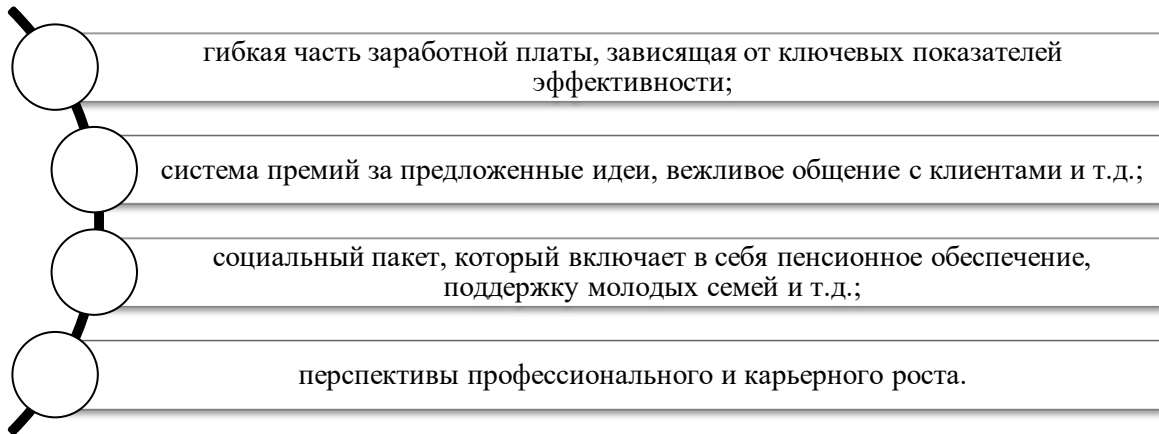 гибкая часть заработной платы, зависящая от ключевых показателей
эффективности;
система премий за предложенные идеи, вежливое общение с клиентами и т.д.;
социальный пакет, который включает в себя пенсионное обеспечение,
поддержку молодых семей и т.д.;
перспективы профессионального и карьерного роста.